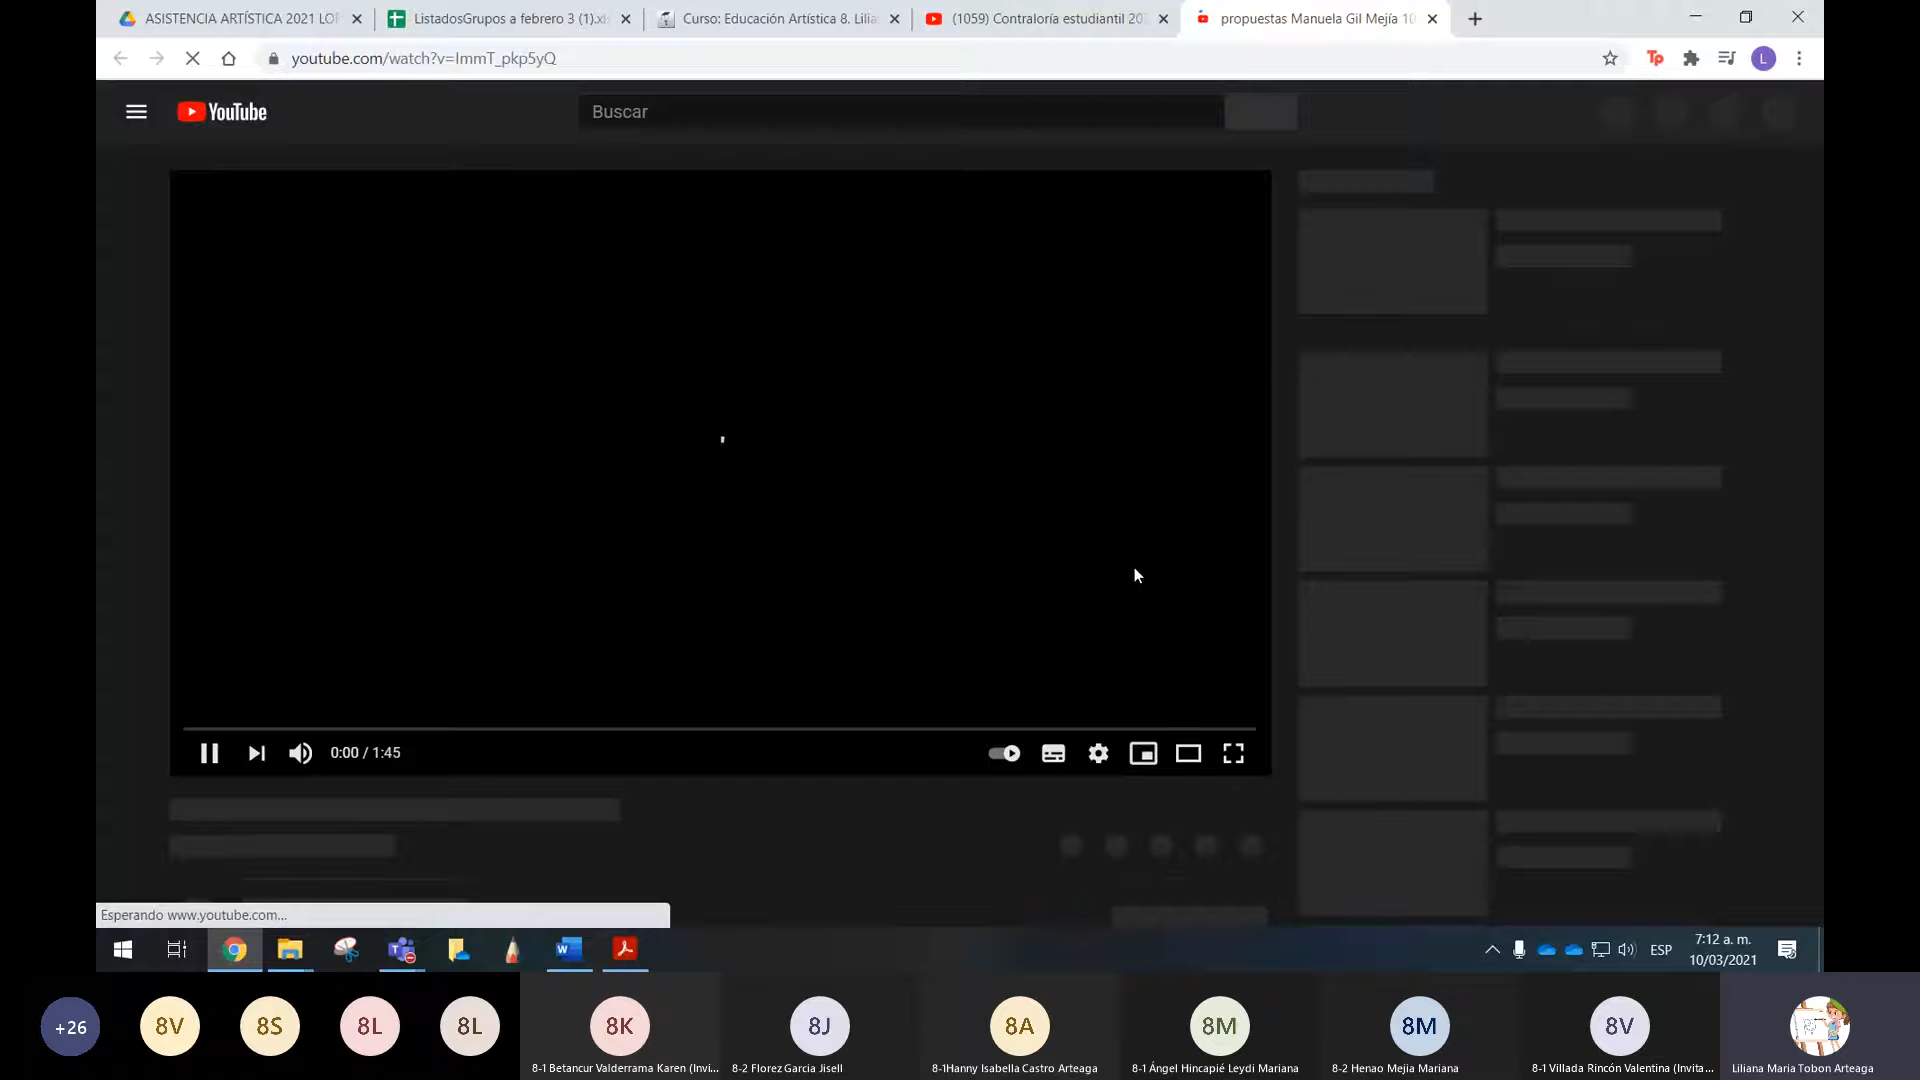 ASISTENCIA ARTÍSTICA 2021 LOR
ListadosGrupos a febrero 3 (1).xls
Curso: Educación Artística 8. Lilia
(1059) Contraloría estudiantil 202
propuestas Manuela Gil Mejía 10
youtube.com/watch?v=ImmT_pkp5yQ
Tp
L
YouTube
Buscar
0:00 / 1:45
Esperando www.youtube.com...
ESP
7:12 a. m.
10/03/2021
+26
8V
8S
8L
8L
8K
8J
8A
8M
8M
8V
8-1 Betancur Valderrama Karen (Invi...
8-2 Florez Garcia Jisell
8-1Hanny Isabella Castro Arteaga
8-1 Ángel Hincapié Leydi Mariana
8-2 Henao Mejia Mariana
8-1 Villada Rincón Valentina (Invita...
Liliana Maria Tobon Arteaga